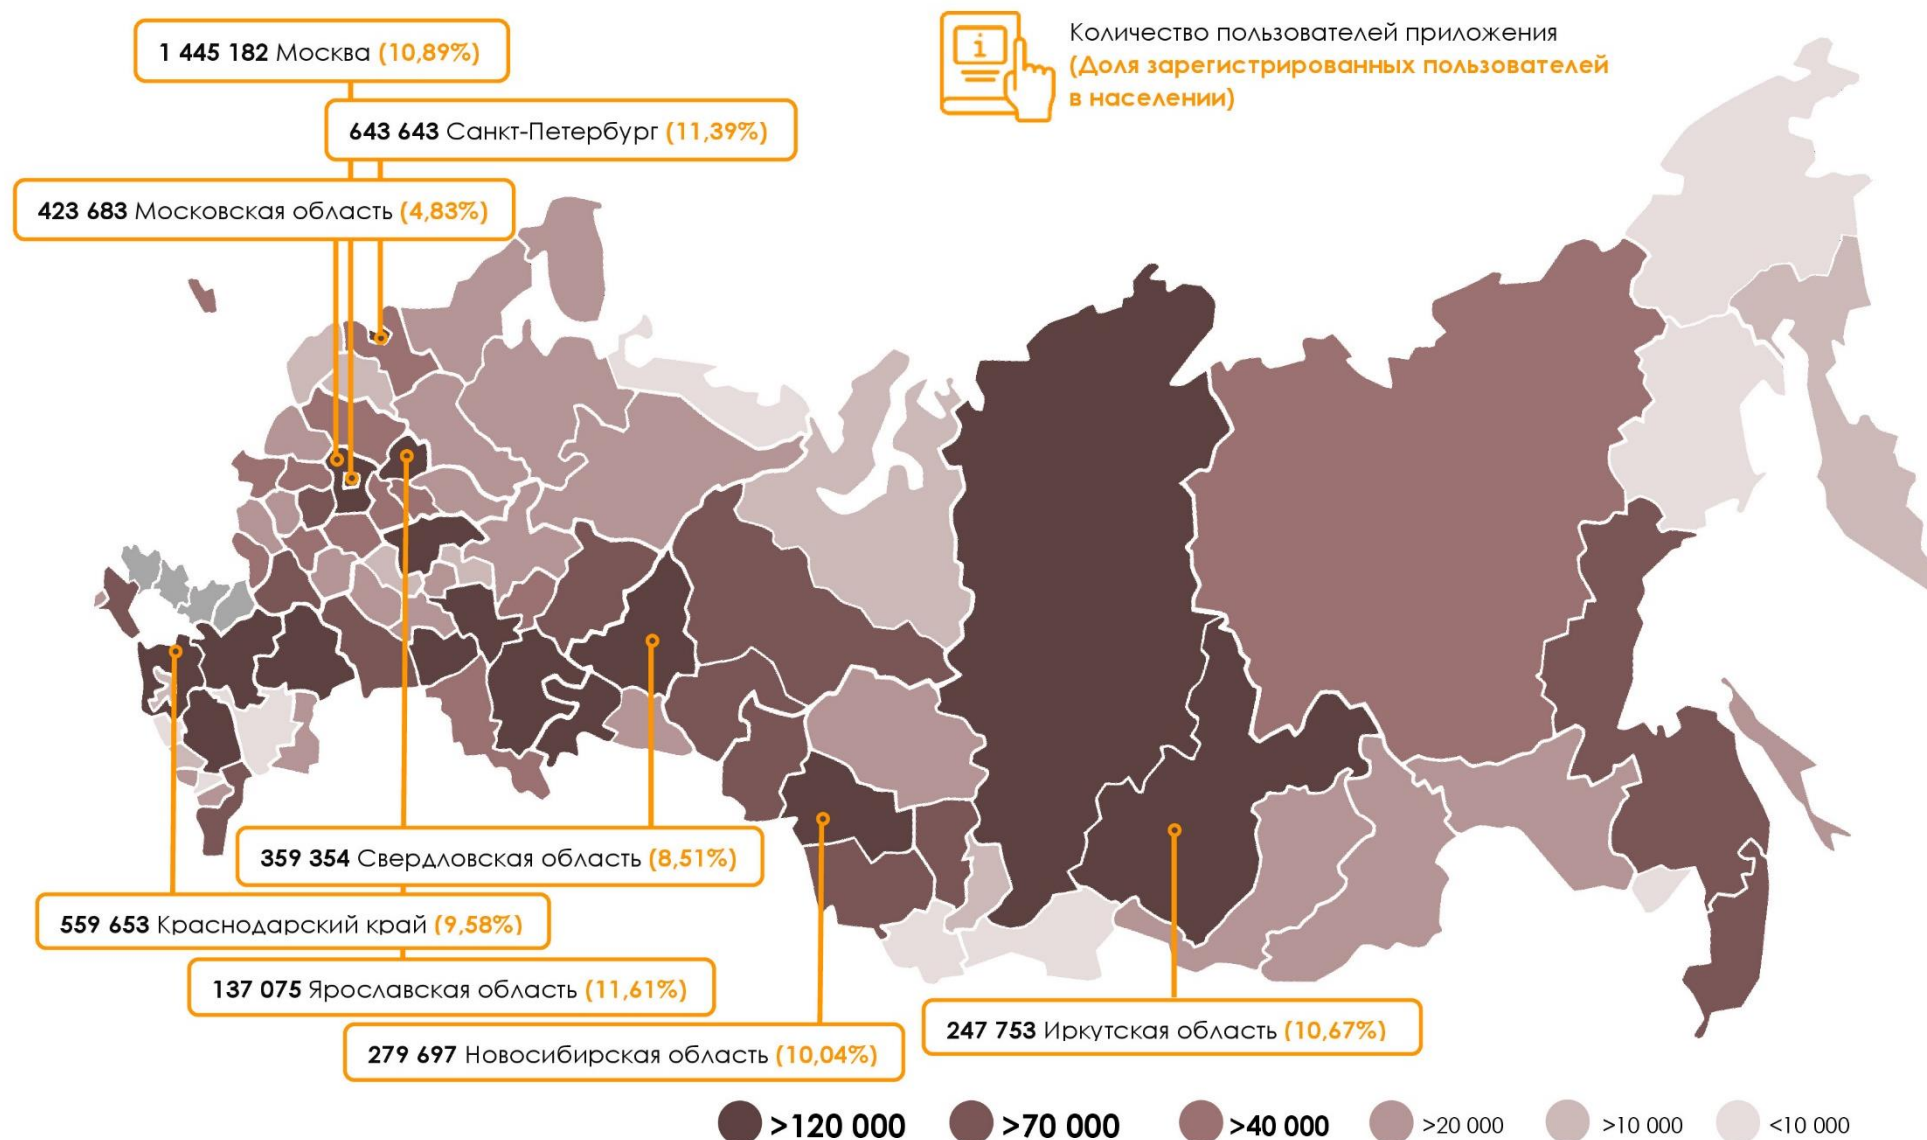 1 445 182 Москва (10,89%)
Количество пользователей приложения
(Доля зарегистрированных пользователей
в населении)
643 643 Санкт-Петербург (11,39%)
423 683 Московская область (4,83%)
359 354 Свердловская область (8,51%)
559 653 Краснодарский край (9,58%)
137 075 Ярославская область (11,61%)
279 697 Новосибирская область (10,04%)
247 753 Иркутская область (10,67%)
>120 000 >70 000 >40 000 >20 000 >10 000 <10 000